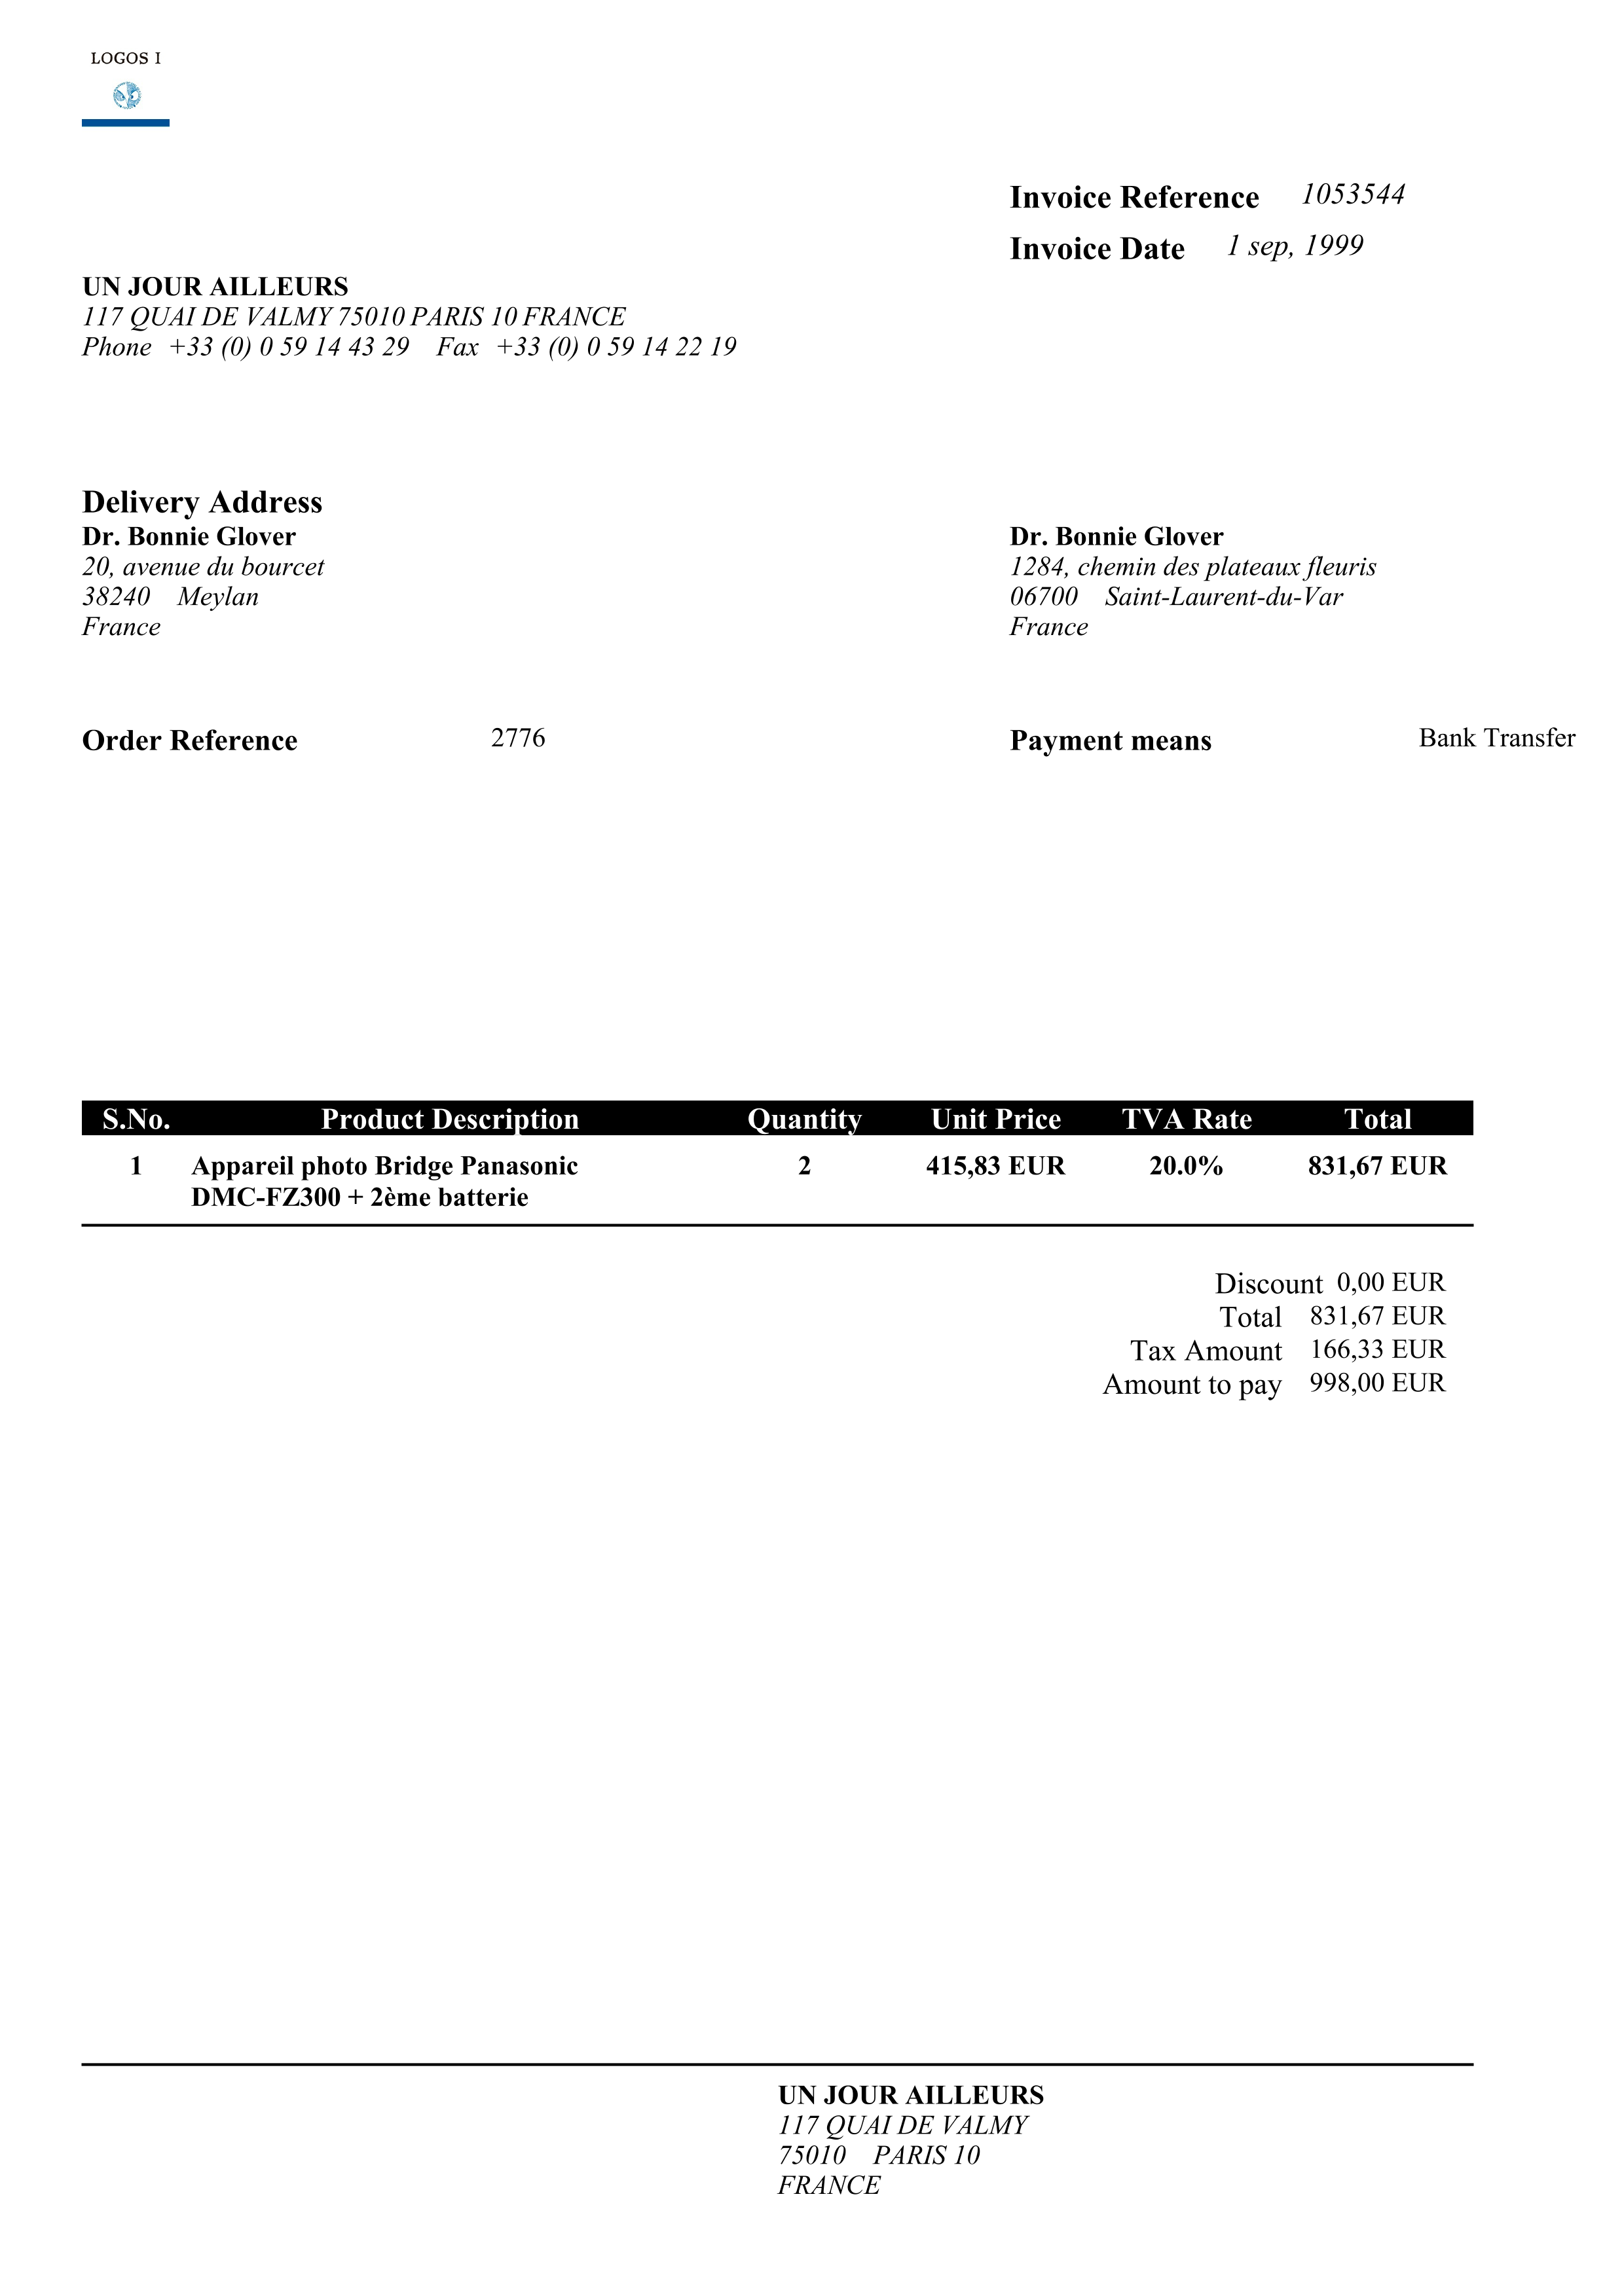 LOGOS I
Invoice Reference 1053544
Invoice Date 1 sep, 1999
UN JOUR AILLEURS
117 QUAI DE VALMY 75010 PARIS 10 FRANCE
Phone +33 (0) 0 59 14 43 29 Fax +33 (0) 0 59 14 22 19
Delivery Address
Dr. Bonnie Glover
20, avenue du bourcet
38240 Meylan
France
Dr. Bonnie Glover
1284, chemin des plateaux fleuris
06700 Saint-Laurent-du-Var
France
Order Reference 2776
Payment means Bank Transfer
S.No. Product Description Quantity Unit Price TVA Rate Total
1 Appareil photo Bridge Panasonic 2 415,83 EUR 20.0% 831,67 EUR
DMC-FZ300 + 2ème batterie
Discount 0,00 EUR
Total 831,67 EUR
Tax Amount 166,33 EUR
Amount to pay 998,00 EUR
UN JOUR AILLEURS
117 QUAI DE VALMY
75010 PARIS 10
FRANCE